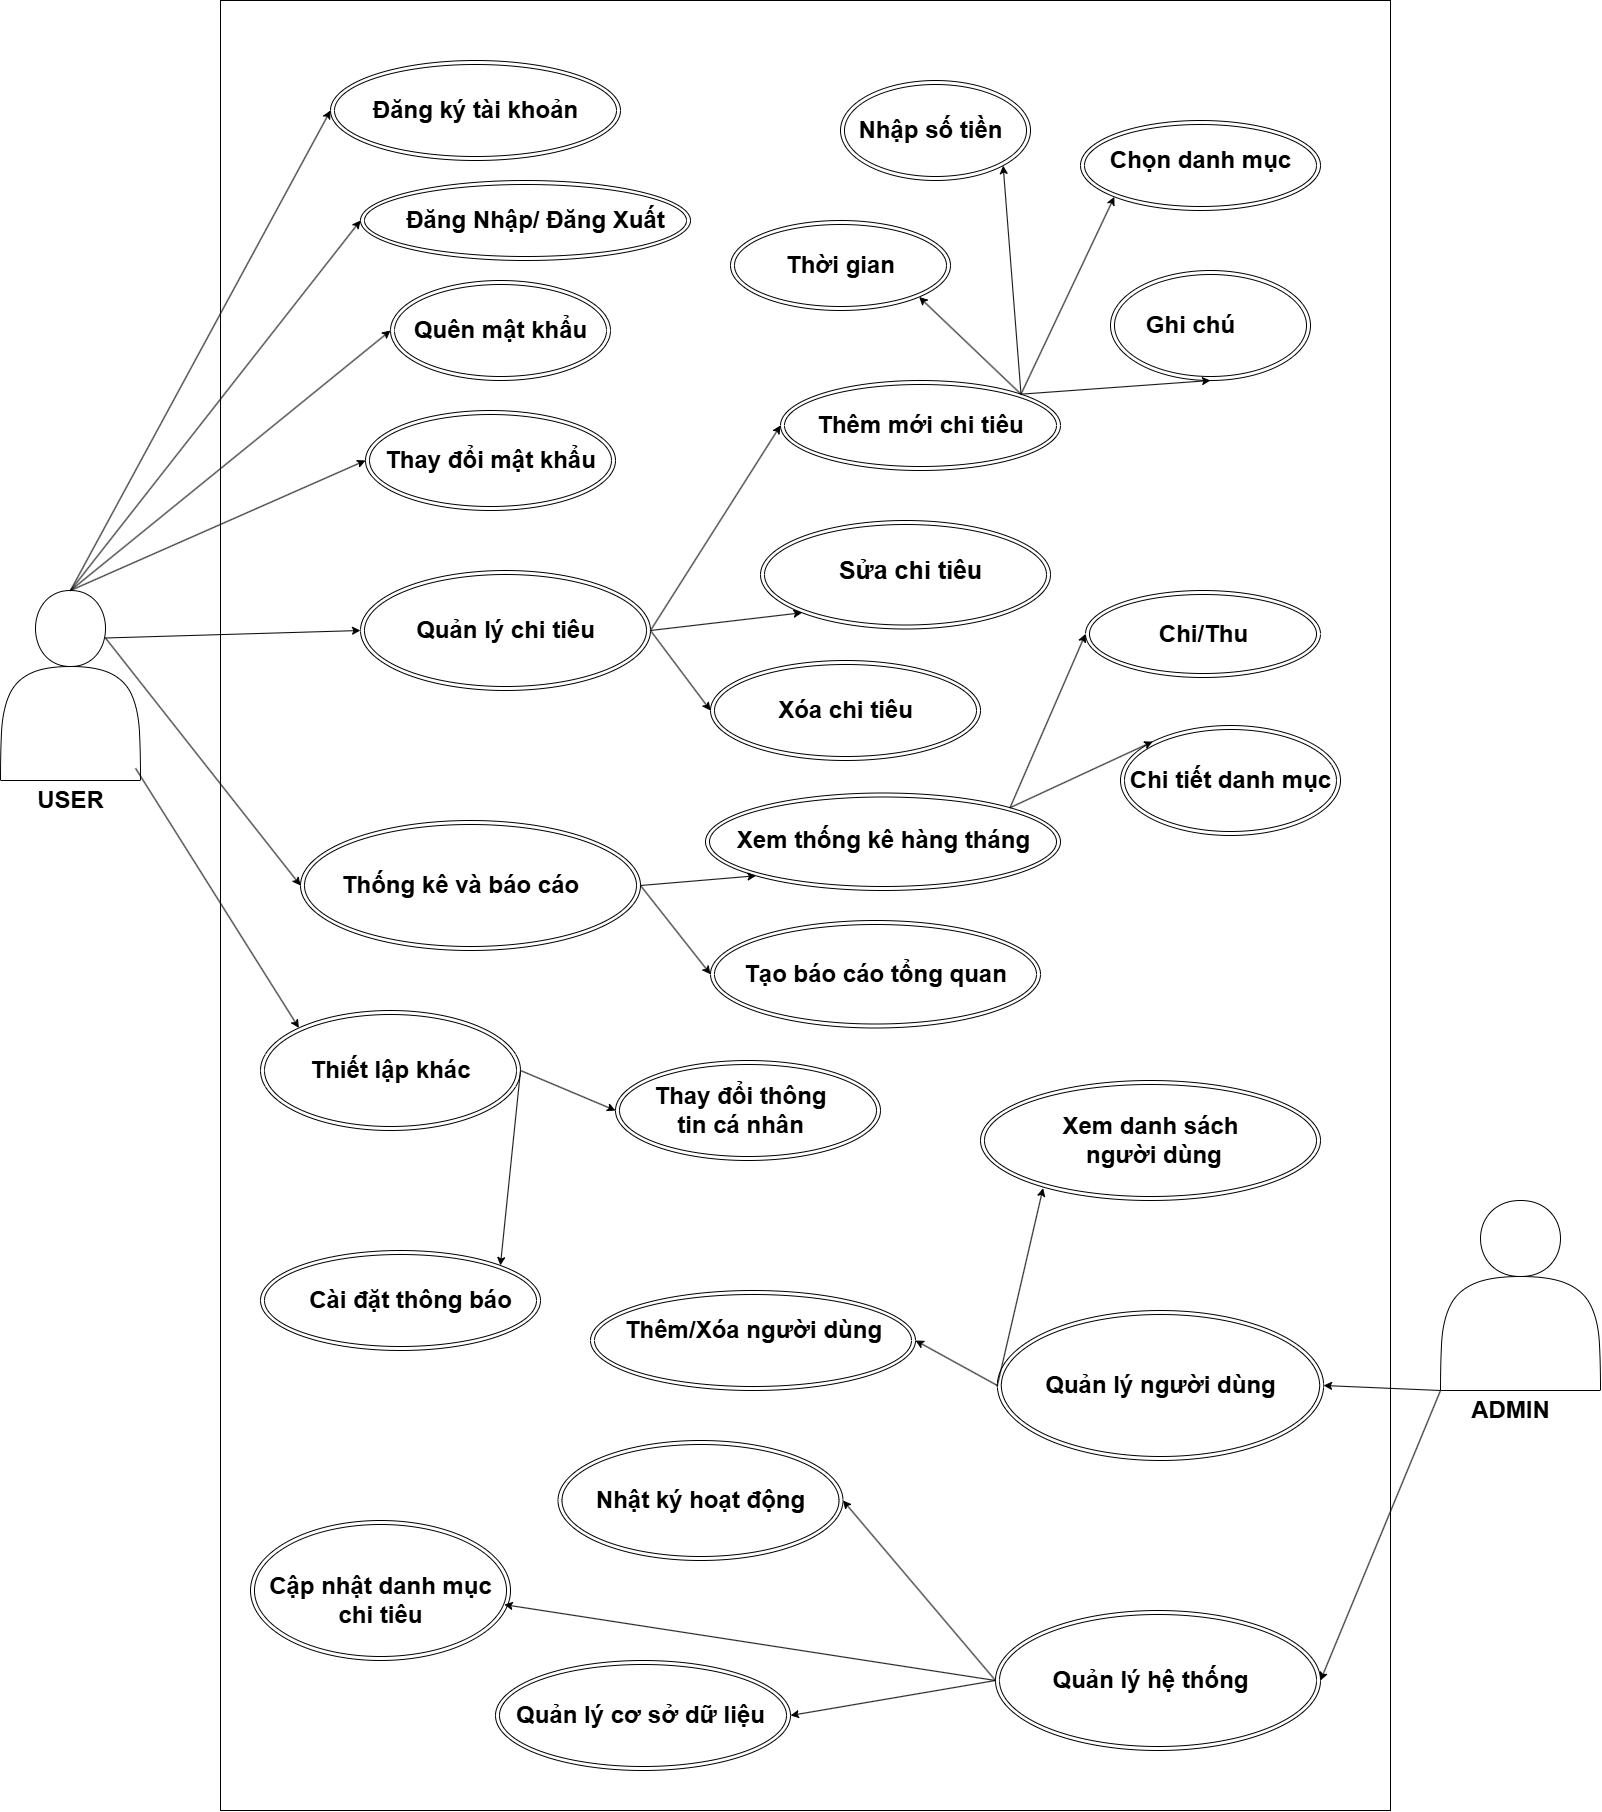 Đăng ký tài khoản
Nhập số tiền
Chọn danh mục
Đăng Nhập/ Đăng Xuất
Thời gian
Quên mật khẩu
Ghi chú
Thêm mới chi tiêu
Thay đổi mật khẩu
Sửa chi tiêu
Quản lý chi tiêu
Chi/Thu
Xóa chi tiêu
Chi tiết danh mục
USER
Xem thống kê hàng tháng
Thống kê và báo cáo
Tạo báo cáo tổng quan
Thiết lập khác
Thay đổi thông
tin cá nhân
Xem danh sách
người dùng
Cài đặt thông báo
Thêm/Xóa người dùng
Quản lý người dùng
ADMIN
Nhật ký hoạt động
Cập nhật danh mục
chi tiêu
Quản lý hệ thống
Quản lý cơ sở dữ liệu